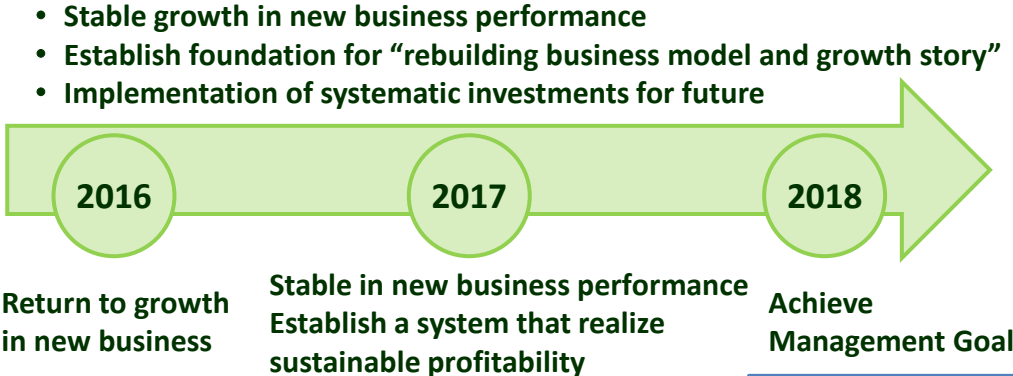 • Stable growth in new business performance
• Establish foundation for “rebuilding business model and growth story”
• Implementation of systematic investments for future
2016
2017
2018
Return to growth
in new business
Stable in new business performance
Establish a system that realize
sustainable profitability
Achieve
Management Goal